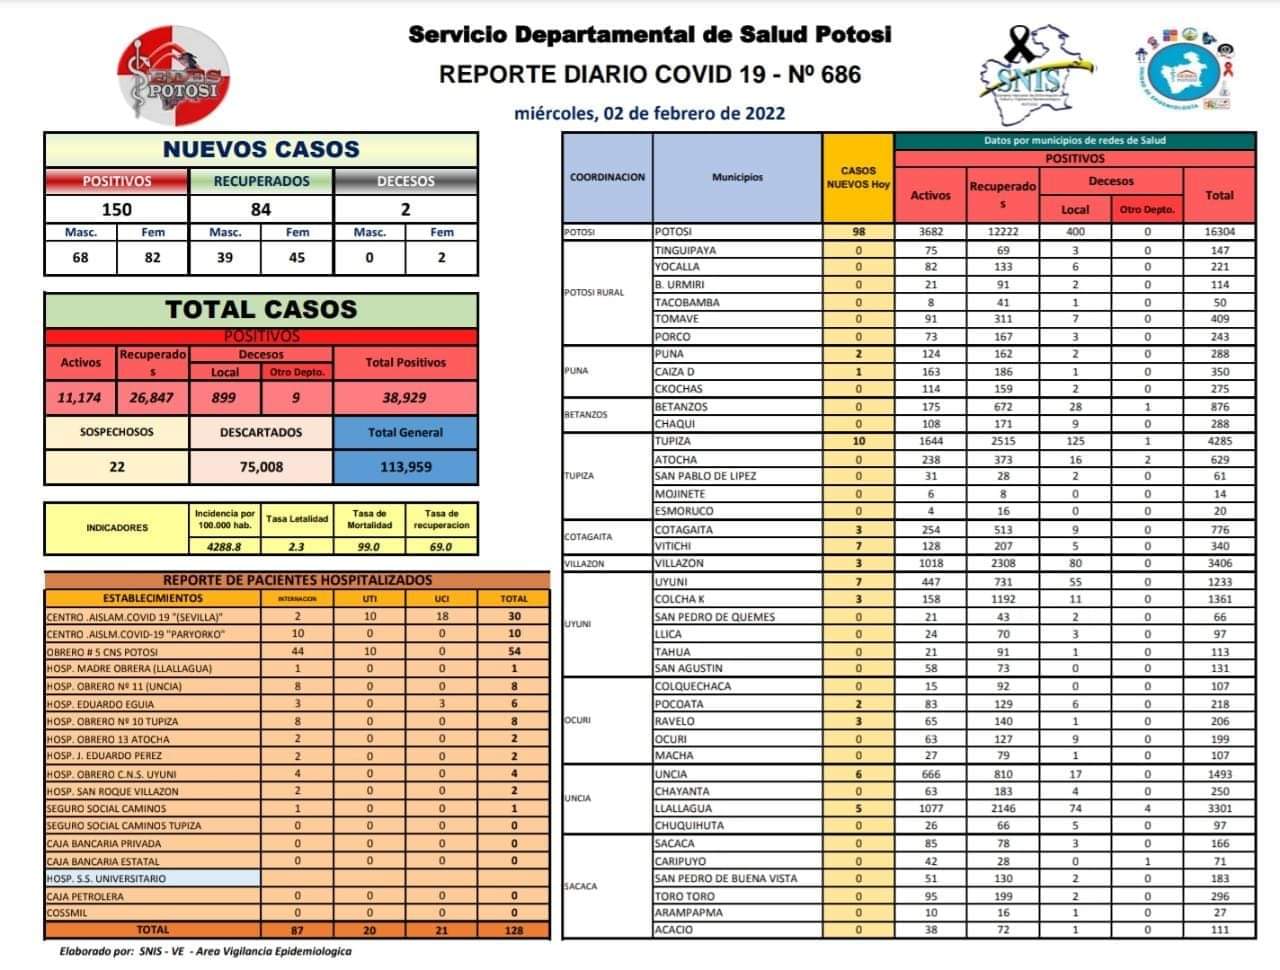 Servicio Departamental de Salud Potosi
REPORTE DIARIO COVID 19 - Nº 686
miércoles, 02 de febrero de 2022
POTOSI
SNIS
NUEVOS CASOS
POSITIVOS RECUPERADOS DECESOS
150 84 2
Masc. Fem Masc. Fem Masc. Fem
68 82 39 45 0 2
TOTAL CASOS
POSITIVOS
Activos Recuperado s Decesos Total Positivos
Local Otro Depto.
11,174 26,847 899 9 38,929
SOSPECHOSOS DESCARTADOS Total General
22 75,008 113,959
INDICADORES Incidencia por 100.000 hab. Tasa Letalidad Tasa de Mortalidad Tasa de recuperacion
4288.8 2.3 99.0 69.0
REPORTE DE PACIENTES HOSPITALIZADOS
ESTABLECIMIENTOS INTERNACION UTI UCI TOTAL
CENTRO .AISLAM.COVID 19 "(SEVILLA)" 2 10 18 30
CENTRO .AISLM.COVID-19 "PARYORKO" 10 0 0 10
OBRERO # 5 CNS POTOSI 44 10 0 54
HOSP. MADRE OBRERA (LLALLAGUA) 1 0 0 1
HOSP. OBRERO Nº 11 (UNCIA) 8 0 0 8
HOSP. EDUARDO EGUIA 3 0 3 6
HOSP. OBRERO Nº 10 TUPIZA 8 0 0 8
HOSP. OBRERO 13 ATOCHA 2 0 0 2
HOSP. J. EDUARDO PEREZ 2 0 0 2
HOSP. OBRERO C.N.S. UYUNI 4 0 0 4
HOSP. SAN ROQUE VILLAZON 2 0 0 2
SEGURO SOCIAL CAMINOS 1 0 0 1
SEGURO SOCIAL CAMINOS TUPIZA 0 0 0 0
CAJA BANCARIA PRIVADA 0 0 0 0
CAJA BANCARIA ESTATAL 0 0 0 0
HOSP. S.S. UNIVERSITARIO
CAJA PETROLERA 0 0 0 0
COSSMIL 0 0 0 0
TOTAL 87 20 21 128
Elaborado por: SNIS - VE - Area Vigilancia Epidemiologica
COORDINACION Municipios CASOS NUEVOS Hoy Datos por municipios de redes de Salud
POSITIVOS
Activos Recuperado s Decesos Total
Local Otro Depto.
POTOSI POTOSI 98 3682 12222 400 0 16304
POTOSI RURAL TINGUIPAYA 0 75 69 3 0 147
YOCALLA 0 82 133 6 0 221
B. URMIRI 0 21 91 2 0 114
TACOBAMBA 0 8 41 1 0 50
TOMAVE 0 91 311 7 0 409
PORCO 0 73 167 3 0 243
PUNA PUNA 2 124 162 2 0 288
CAIZA D 1 163 186 1 0 350
CKOCHAS 0 114 159 2 0 275
BETANZOS BETANZOS 0 175 672 28 1 876
CHAQUI 0 108 171 9 0 288
TUPIZA TUPIZA 10 1644 2515 125 1 4285
ATOCHA 0 238 373 16 2 629
SAN PABLO DE LIPEZ 0 31 28 2 0 61
MOJINETE 0 6 8 0 0 14
ESMORUCO 0 4 16 0 0 20
COTAGAITA COTAGAITA 3 254 513 9 0 776
VITICHI 7 128 207 5 0 340
VILLAZON VILLAZON 3 1018 2308 80 0 3406
UYUNI UYUNI 7 447 731 55 0 1233
COLCHA K 3 158 1192 11 0 1361
SAN PEDRO DE QUEMES 0 21 43 2 0 66
LLICA 0 24 70 3 0 97
TAHUA 0 21 91 1 0 113
SAN AGUSTIN 0 58 73 0 0 131
OCURI COLQUECHACA 0 15 92 0 0 107
POCOATA 2 83 129 6 0 218
RAVELO 3 65 140 1 0 206
OCURI 0 63 127 9 0 199
MACHA 0 27 79 1 0 107
UNCIA UNCIA 6 666 810 17 0 1493
CHAYANTA 0 63 183 4 0 250
LLALLAGUA 5 1077 2146 74 4 3301
CHUQUIHUTA 0 26 66 5 0 97
SACACA SACACA 0 85 78 3 0 166
CARIPUYO 0 42 28 0 1 71
SAN PEDRO DE BUENA VISTA 0 51 130 2 0 183
TORO TORO 0 95 199 2 0 296
ARAMPAPMA 0 10 16 1 0 27
ACACIO 0 38 72 1 0 111